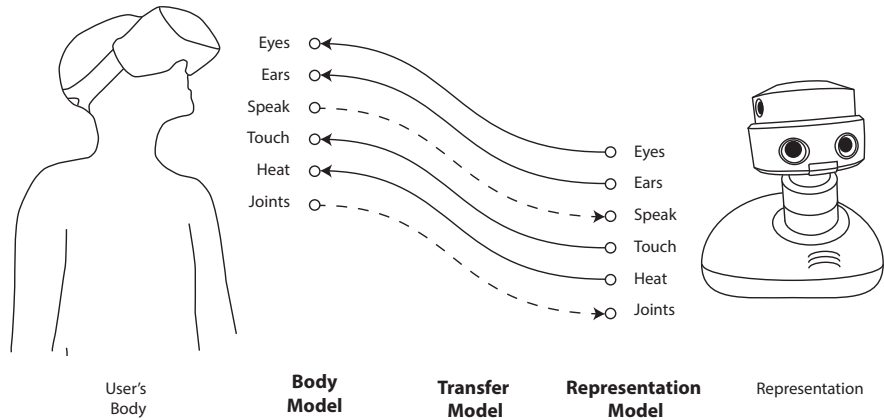 Eyes
Ears
Speak
Touch
Heat
Joints
Eyes
Ears
Speak
Touch
Heat
Joints
User's
Body
Body
Model
Transfer
Model
Representation
Model
Representation